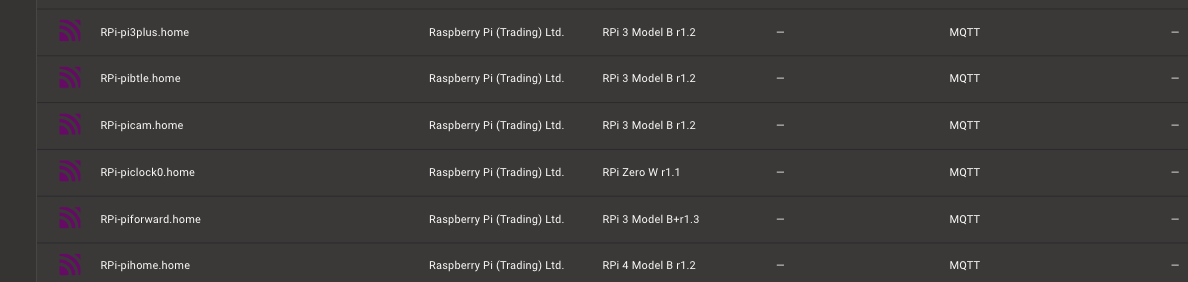 RPi-pi3plus.home Raspberry Pi (Trading) Ltd. RPi 3 Model B r1.2 — MQTT —
RPi-pibtle.home Raspberry Pi (Trading) Ltd. RPi 3 Model B r1.2 — MQTT —
RPi-picam.home Raspberry Pi (Trading) Ltd. RPi 3 Model B r1.2 — MQTT —
RPi-piclock0.home Raspberry Pi (Trading) Ltd. RPi Zero W r1.1 — MQTT —
RPi-piforward.home Raspberry Pi (Trading) Ltd. RPi 3 Model B+r1.3 — MQTT —
RPi-pihome.home Raspberry Pi (Trading) Ltd. RPi 4 Model B r1.2 — MQTT —